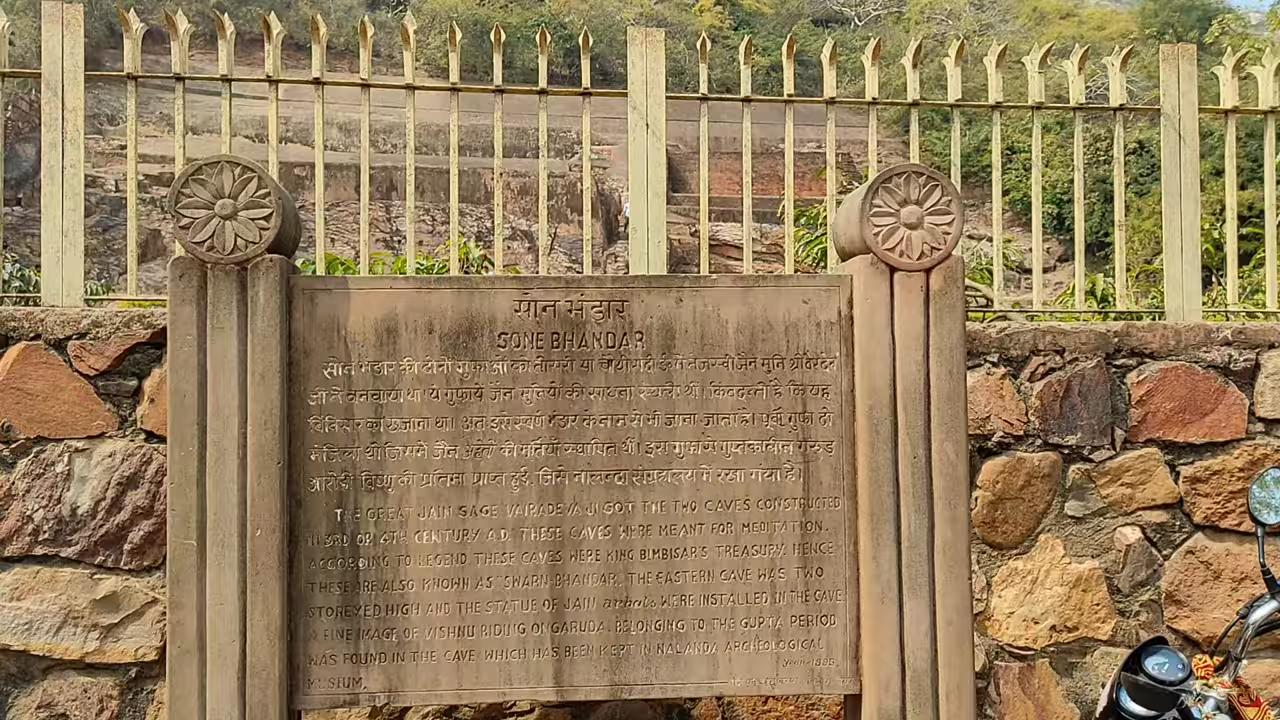 सोन भंडार
SONE BHANDAR
सोन भंडार की दोनों गुफाओं को तीसरी या चौथी सदी ई० में जैन मुनि
जी ने बनवाया था। ये गुफायें जैन मुनियों की साधना स्थली थी। किंवदन्ती है कि यह
बिंबिसार का खजाना था। अतः इसे स्वर्ण भंडार के नाम से भी जाना जाता है। पूर्वी गुफा दो
मंजिला थी जिसमें जैन अर्हतों की मूर्तियाँ स्थापित थीं। इस गुफा से गुप्तकालीन गरुड़
आरोही विष्णु की प्रतिमा प्राप्त हुई, जिसे नालन्दा संग्रहालय में रखा गया है।
THE GREAT JAIN SAGE VAIRADEVA JI GOT THE TWO CAVES CONSTRUCTED
IN 3RD OR 4TH CENTURY A.D. THESE CAVES WERE MEANT FOR MEDITATION.
ACCORDING TO LEGEND THESE CAVES WERE KING BIMBISAR'S TREASURY. HENCE
THESE ARE ALSO KNOWN AS SWARN-BHANDAR. THE EASTERN CAVE WAS TWO
STOREYED HIGH AND THE STATUE OF JAIN arhats WERE INSTALLED IN THE CAVE
A FINE IMAGE OF VISHNU RIDING ON GARUDA, BELONGING TO THE GUPTA PERIOD
WAS FOUND IN THE CAVE WHICH HAS BEEN KEPT IN NALANDA ARCHEOLOGICAL
MUSIUM.